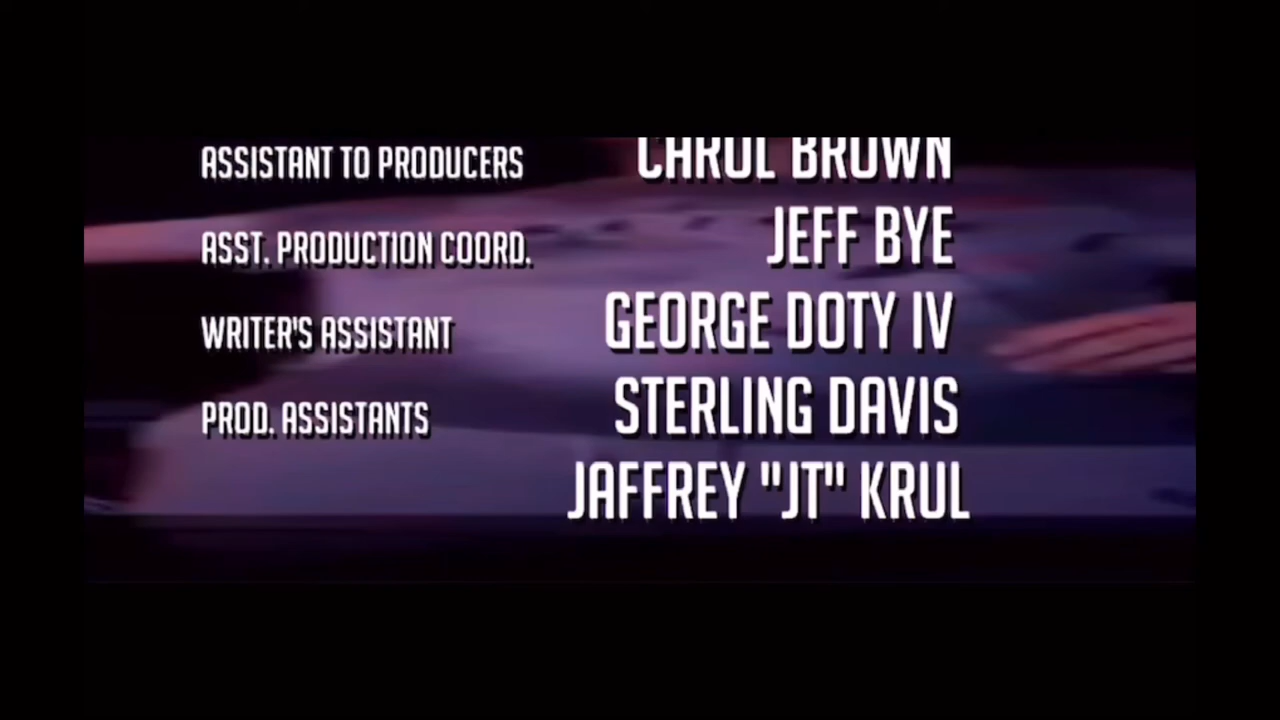 ASSISTANT TO PRODUCERS CAROL BROWN
ASST. PRODUCTION COORD. JEFF BYE
WRITER'S ASSISTANT GEORGE DOTY IV
PROD. ASSISTANTS STERLING DAVIS
JAFFREY "JT" KRUL